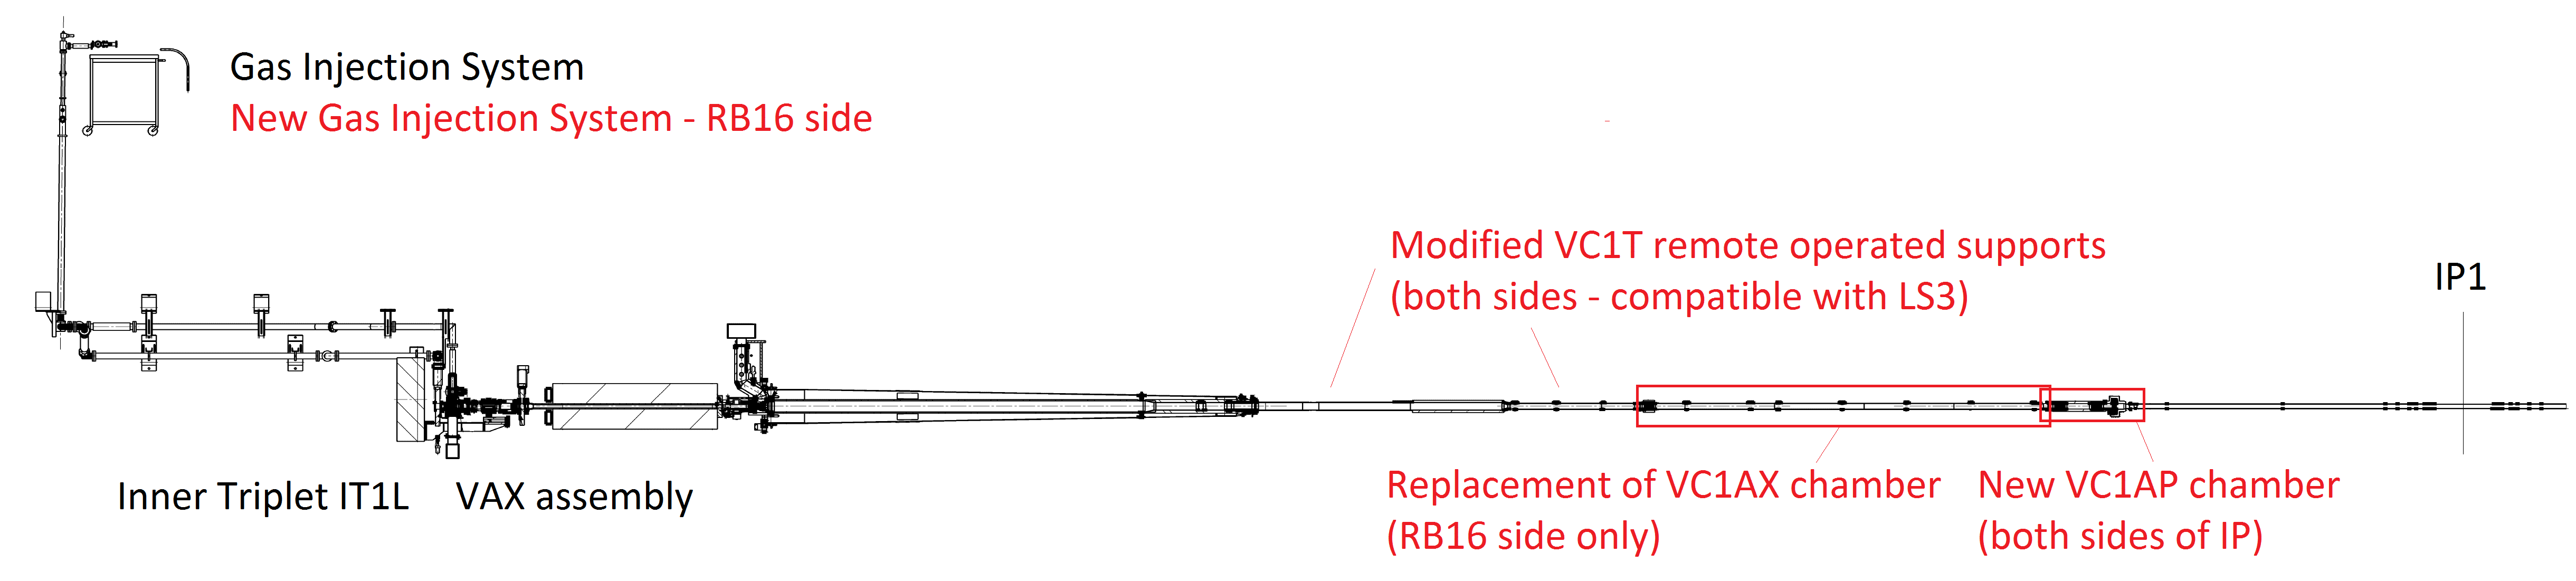 Gas Injection System
New Gas Injection System - RB16 side
Modified VC1T remote operated supports
(both sides - compatible with LS3)
IP1
Inner Triplet IT1L
VAX assembly
Replacement of VC1AX chamber
(RB16 side only)
New VC1AP chamber
(both sides of IP)